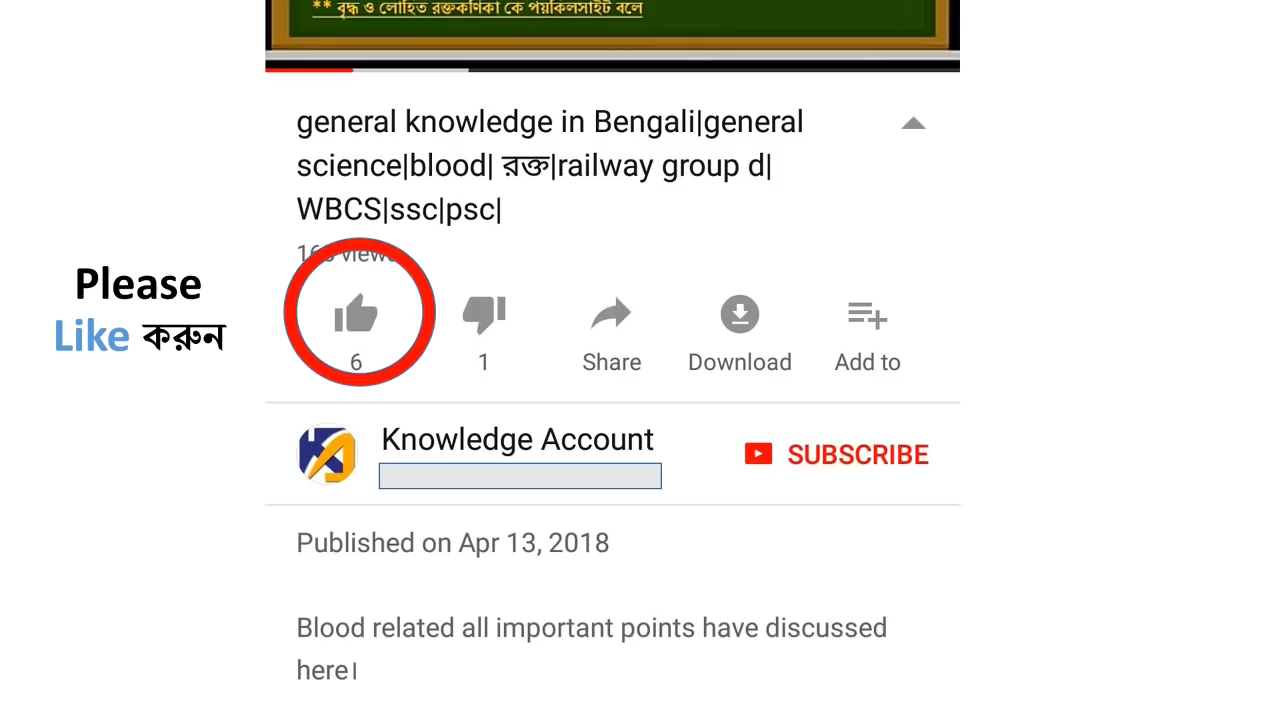 ** বৃদ্ধ ও লোহিত রক্তকণিকা কে পয়কিলসাইট বলে
general knowledge in Bengali|general
science|blood| রক্ত|railway group d|
WBCS|ssc|psc|
views
Please
Like করুন
6
1
Share
Download
Add to
Knowledge Account
SUBSCRIBE
Published on Apr 13, 2018
Blood related all important points have discussed
here।